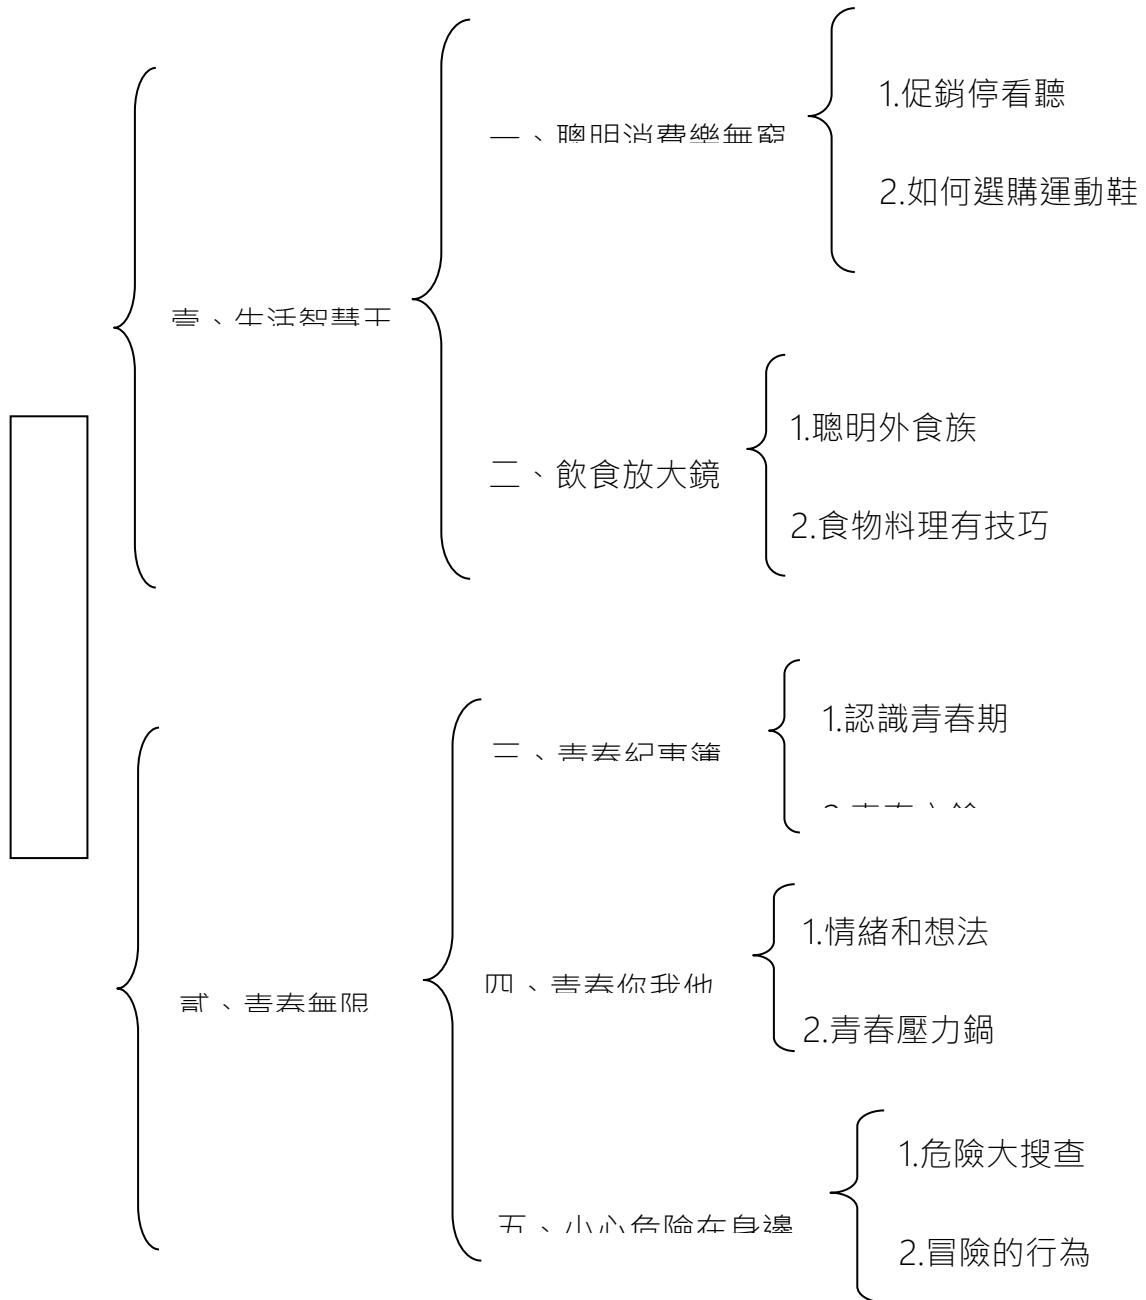 壹、生活智慧王
一、聰明消費樂無窮
1.促銷停看聽
2.如何選購運動鞋
二、飲食放大鏡
1.聰明外食族
2.食物料理有技巧
貳、青春無限
三、青春紀事簿
1.認識青春期
四、青春你我他
1.情緒和想法
2.青春壓力鍋
五、小心危險在身邊
1.危險大搜查
2.冒險的行為